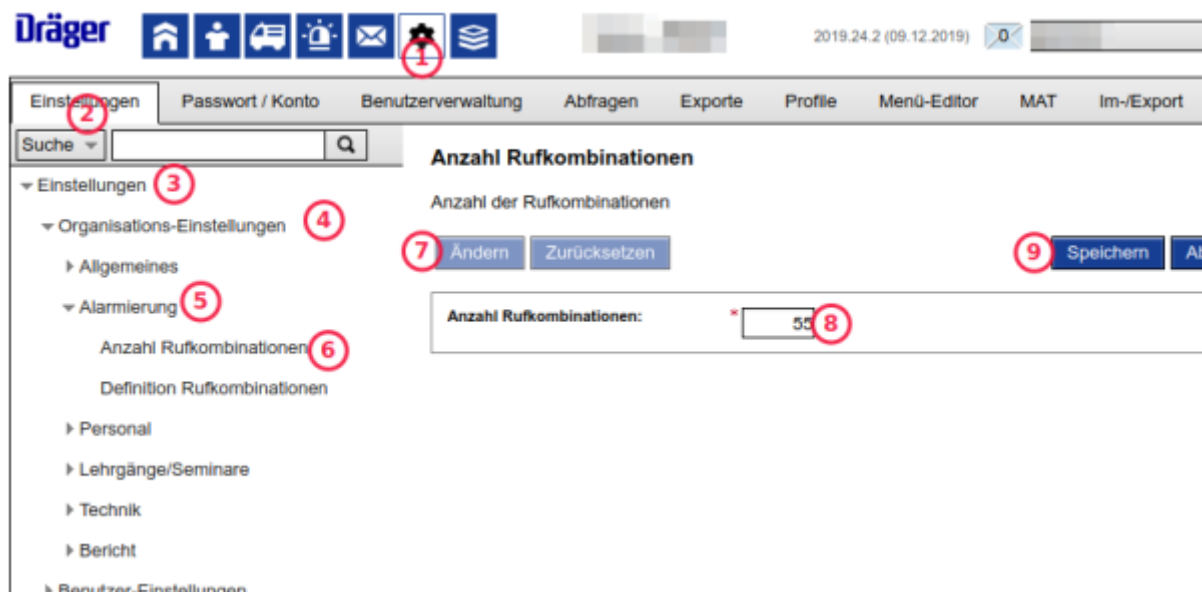 Dräger 2019.24.2 (09.12.2019) 0
1
Einstellungen Passwort / Konto Benutzerverwaltung Abfragen Exporte Profile Menü-Editor MAT Im-/Export
2
Suche
Anzahl Rufkombinationen
Einstellungen 3
Anzahl der Rufkombinationen
Organisations-Einstellungen 4
7 Ändern Zurücksetzen 9 Speichern
Allgemeines
Alarmierung 5
Anzahl Rufkombinationen: * 55 8
Anzahl Rufkombinationen 6
Definition Rufkombinationen
Personal
Lehrgänge/Seminare
Technik
Bericht
Benutzer-Einstellungen